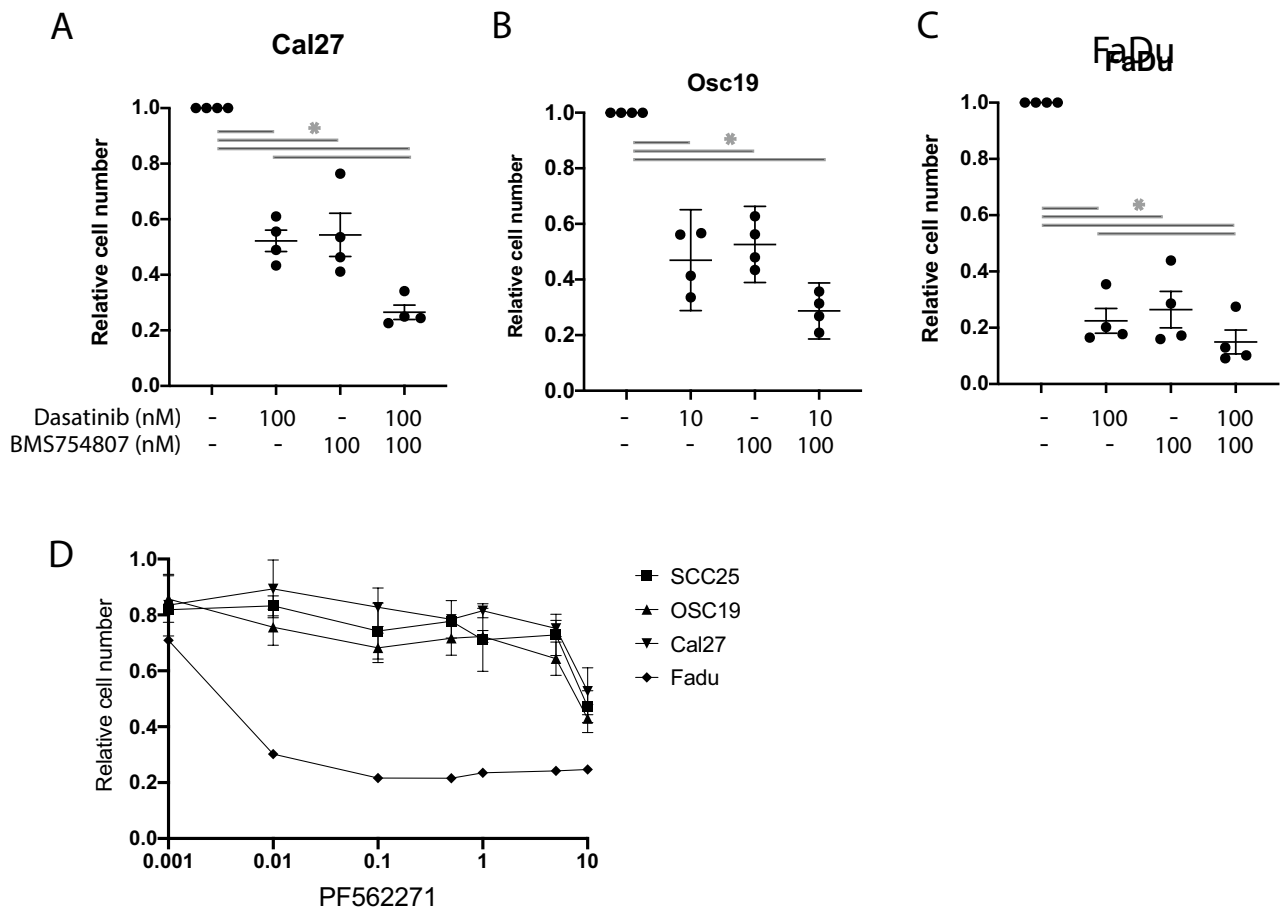 A
Cal27
Relative cell number
1.0
0.8
0.6
0.4
0.2
0.0
*
Dasatinib (nM) - 100 - 100
BMS754807 (nM) - - 100 100
B
Osc19
Relative cell number
1.0
0.8
0.6
0.4
0.2
0.0
*
- 10 - 10
- - 100 100
C
FaDu
FaDu
Relative cell number
1.0
0.8
0.6
0.4
0.2
0.0
*
- 100 - 100
- - 100 100
D
Relative cell number
1.0
0.8
0.6
0.4
0.2
0.0
0.001 0.01 0.1 1 10
PF562271
SCC25
OSC19
Cal27
Fadu